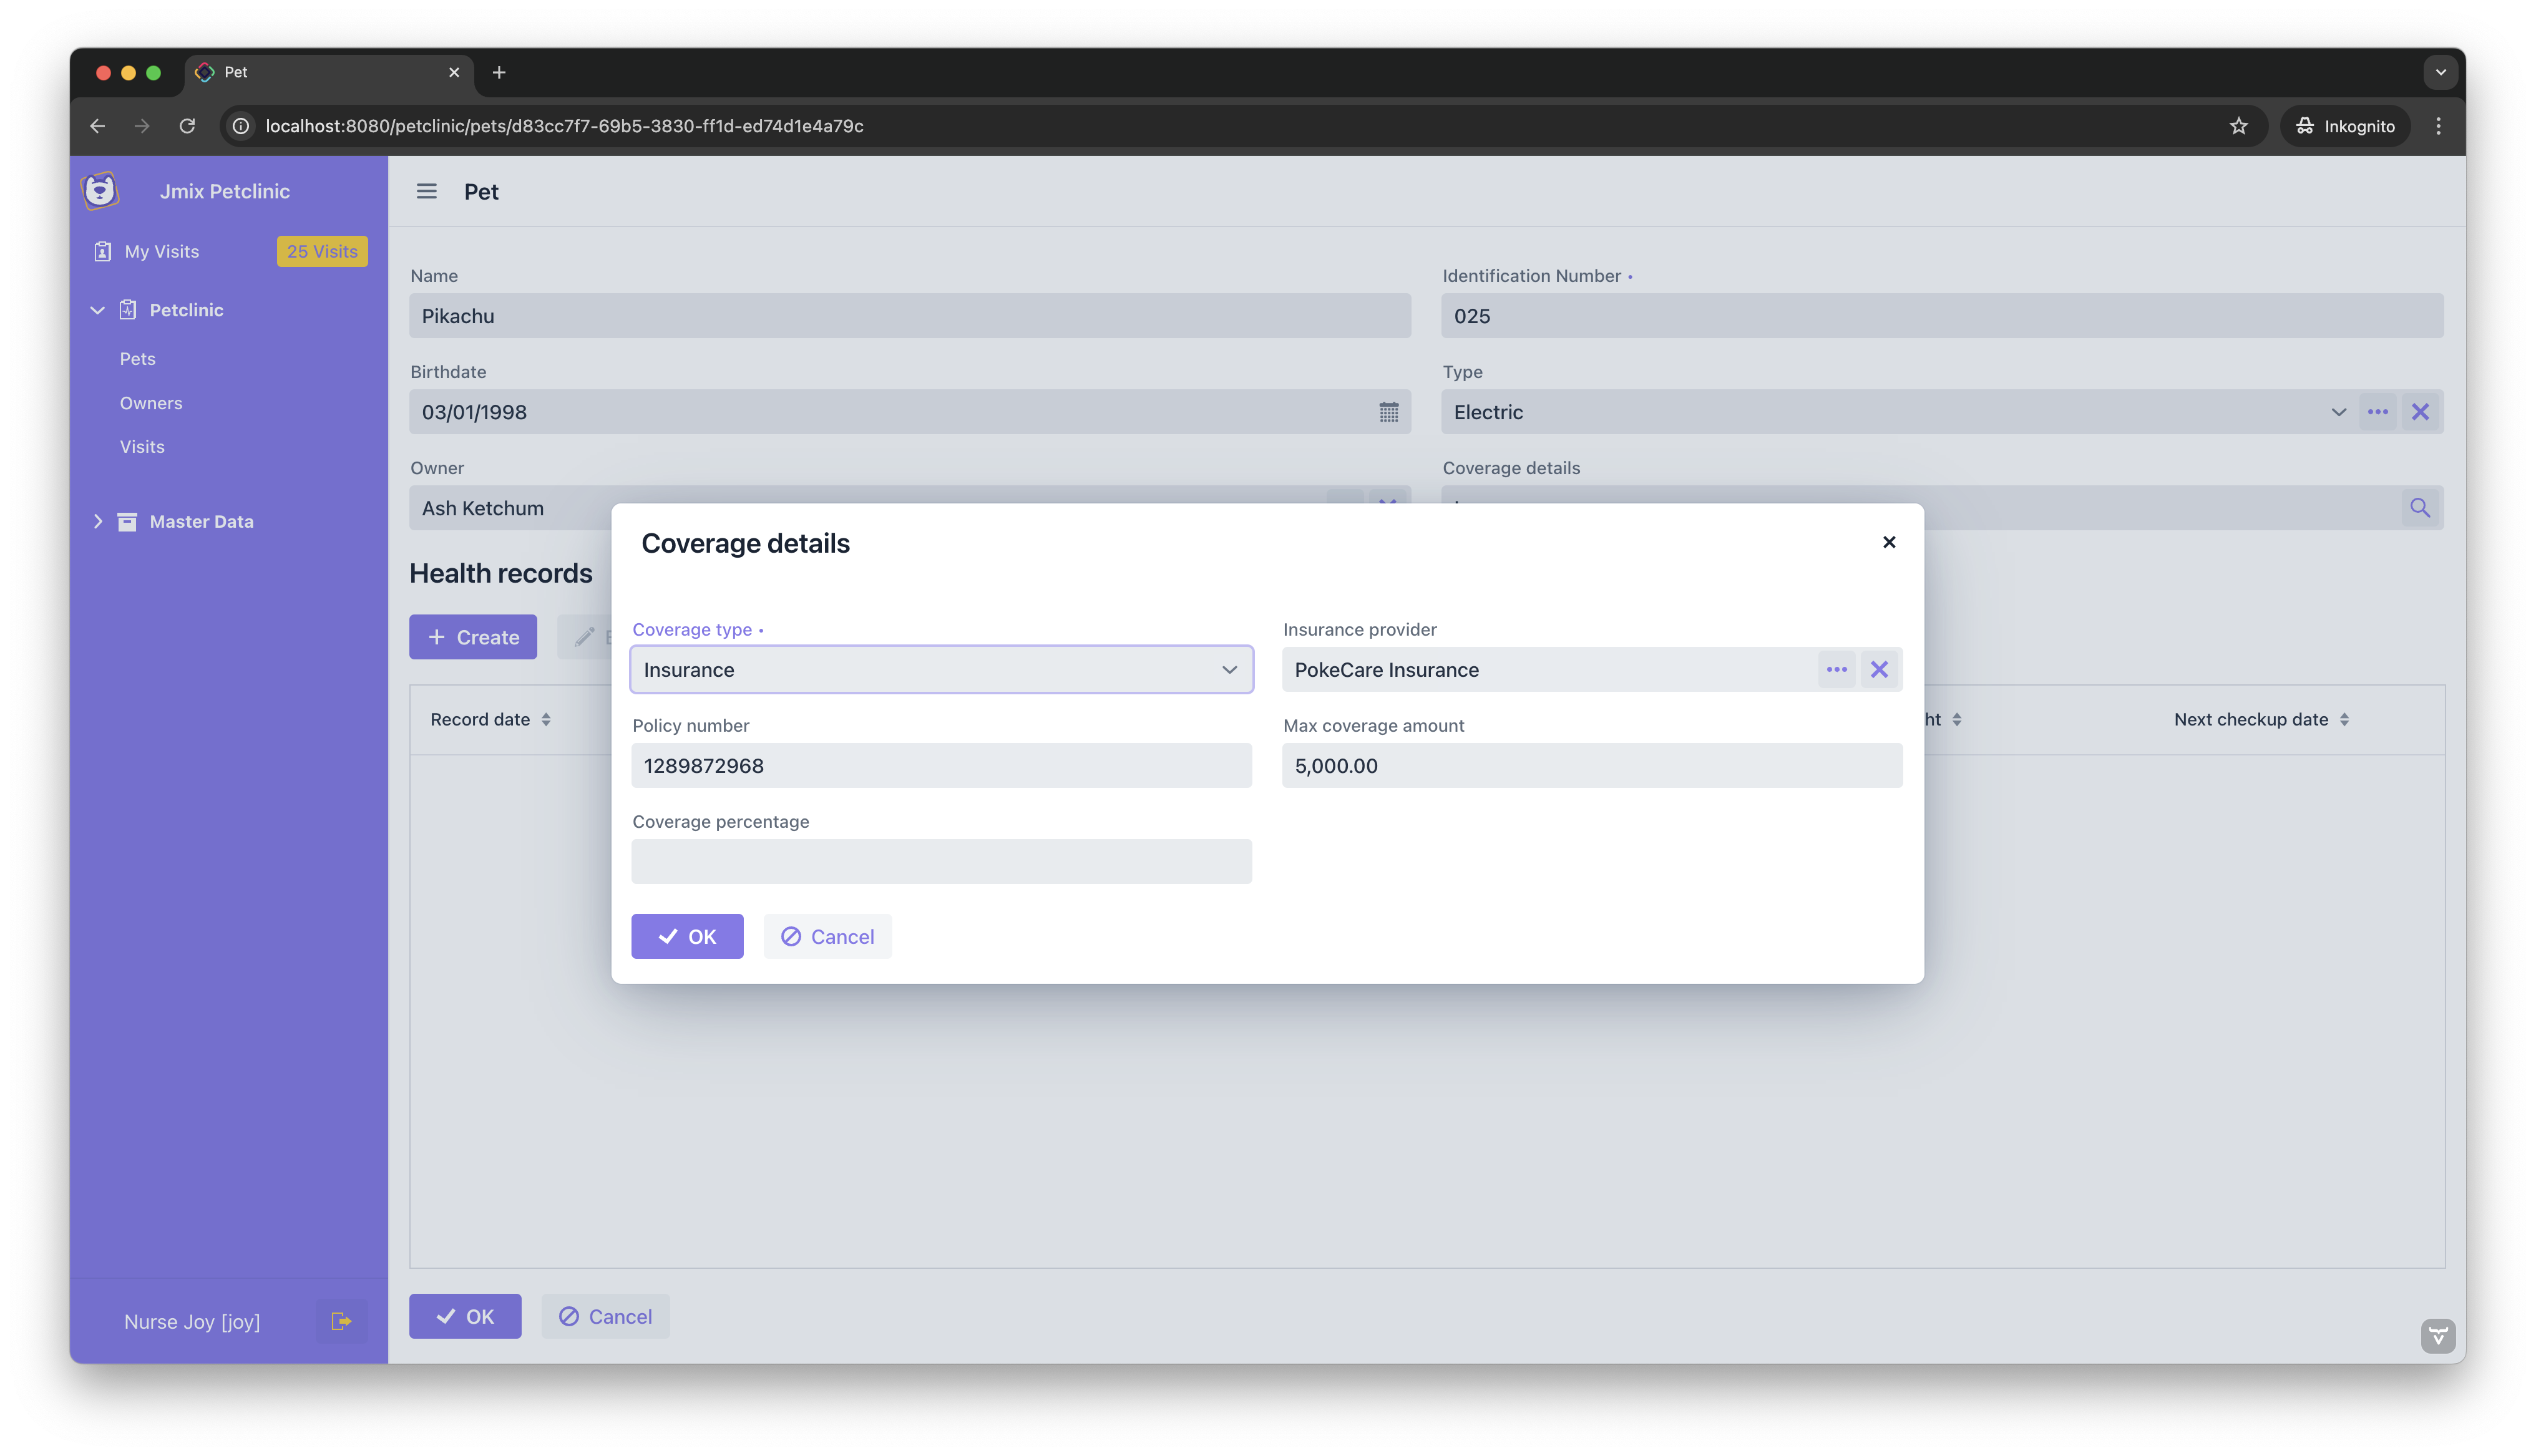 Pet
localhost:8080/petclinic/pets/d83cc7f7-69b5-3830-ff1d-ed74d1e4a79c
Inkognito
Jmix Petclinic
Pet
My Visits
25 Visits
Petclinic
Pets
Owners
Visits
Master Data
Name
Identification Number •
Pikachu
025
Birthdate
Type
03/01/1998
Electric
Owner
Coverage details
Ash Ketchum
Health records
Create
Record date
ht
Next checkup date
Coverage details
Coverage type •
Insurance provider
Insurance
PokeCare Insurance
Policy number
Max coverage amount
1289872968
5,000.00
Coverage percentage
OK
Cancel
OK
Cancel
Nurse Joy [joy]